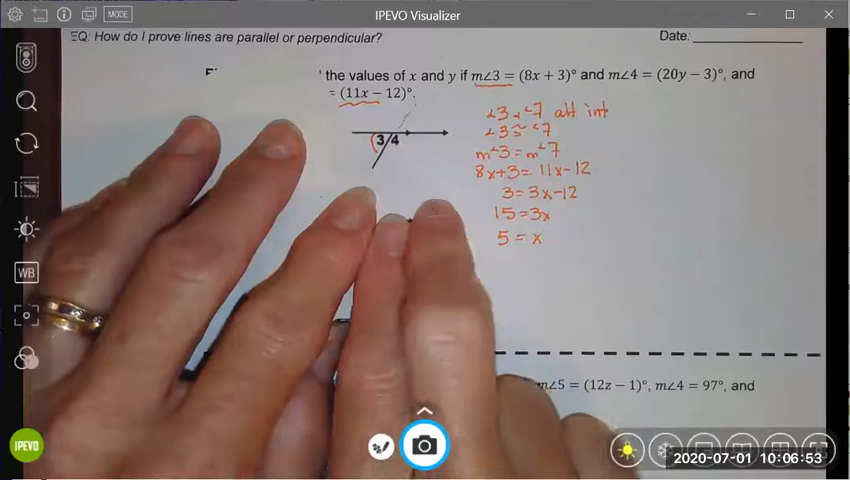 MODE
IPEVO Visualizer
EQ: How do I prove lines are parallel or perpendicular?
Date:
the values of x and y if m∠3 = (8x + 3)° and m∠4 = (20y − 3)°, and
= (11x − 12)°.
3 4
∠3 + ∠7 alt int
∠3 ≅ ∠7
m∠3 = m∠7
8x+3 = 11x−12
3 = 3x−12
15 = 3x
5 = x
WB
m∠5 = (12z − 1)°, m∠4 = 97°, and
IPEVO
2020-07-01 10:06:53